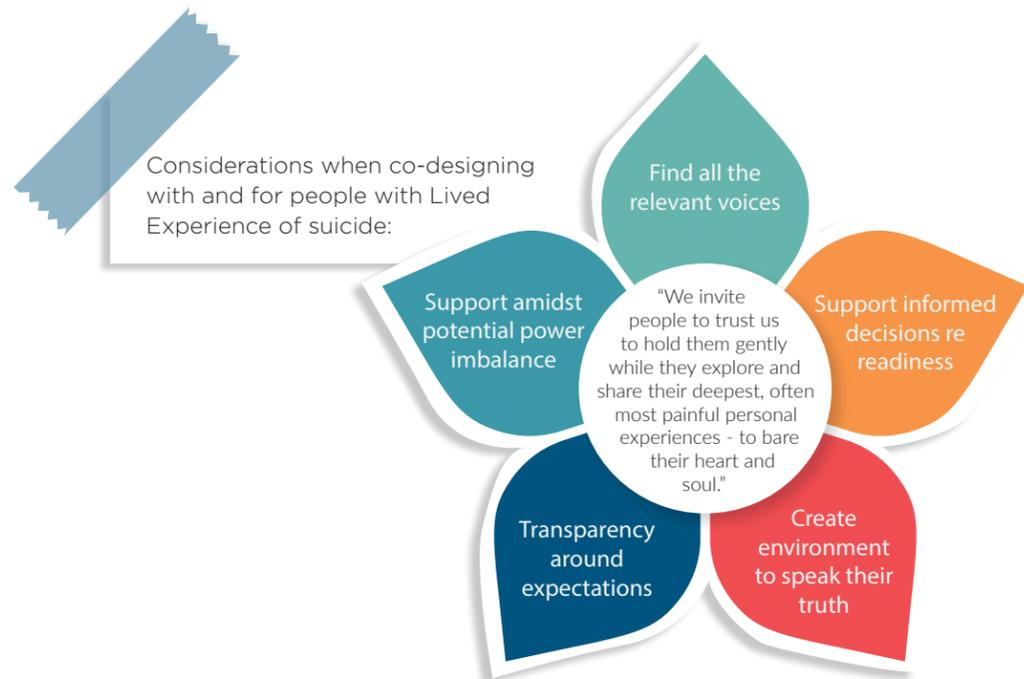 Considerations when co-designing
with and for people with Lived
Experience of suicide:
Find all the
relevant voices
Support informed
decisions re
readiness
Create
environment
to speak their
truth
Transparency
around
expectations
Support amidst
potential power
imbalance
“We invite
people to trust us
to hold them gently
while they explore and
share their deepest, often
most painful personal
experiences - to bare
their heart and
soul.”